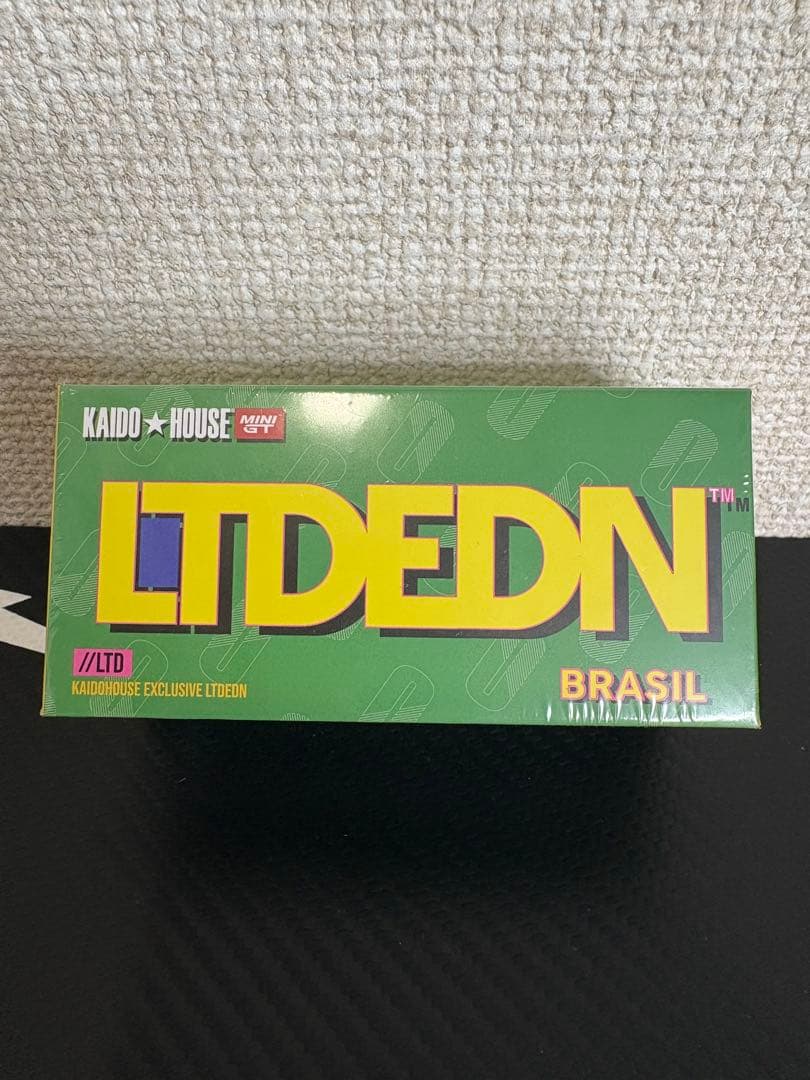 KAIDO★HOUSE MINI GT
LTDEDN™
//LTD
KAIDOHOUSE EXCLUSIVE LTDEDN
BRASIL